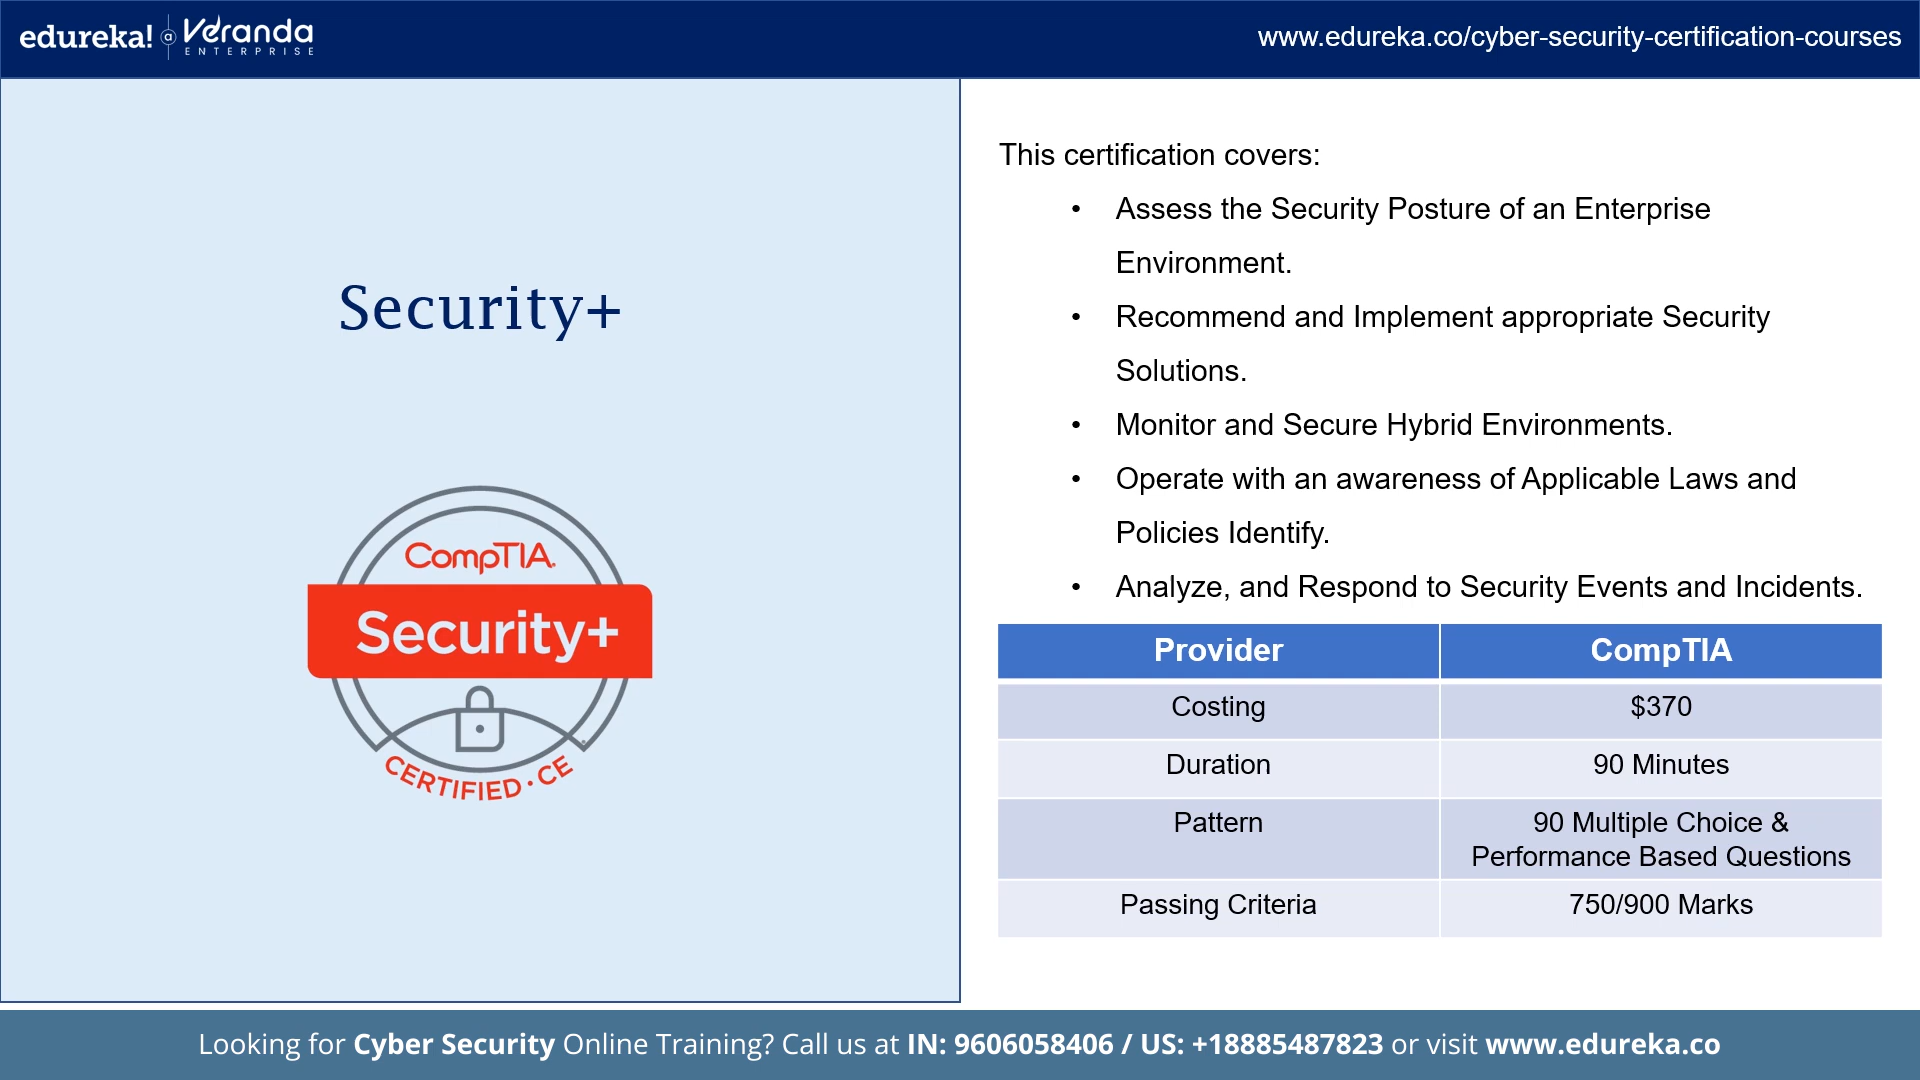 edureka! a Veranda
ENTERPRISE
www.edureka.co/cyber-security-certification-courses
Security+
CompTIA.
Security+
CERTIFIED · CE
This certification covers:
• Assess the Security Posture of an Enterprise
Environment.
• Recommend and Implement appropriate Security
Solutions.
• Monitor and Secure Hybrid Environments.
• Operate with an awareness of Applicable Laws and
Policies Identify.
• Analyze, and Respond to Security Events and Incidents.
Provider CompTIA
Costing $370
Duration 90 Minutes
Pattern 90 Multiple Choice &
Performance Based Questions
Passing Criteria 750/900 Marks
Looking for Cyber Security Online Training? Call us at IN: 9606058406 / US: +18885487823 or visit www.edureka.co